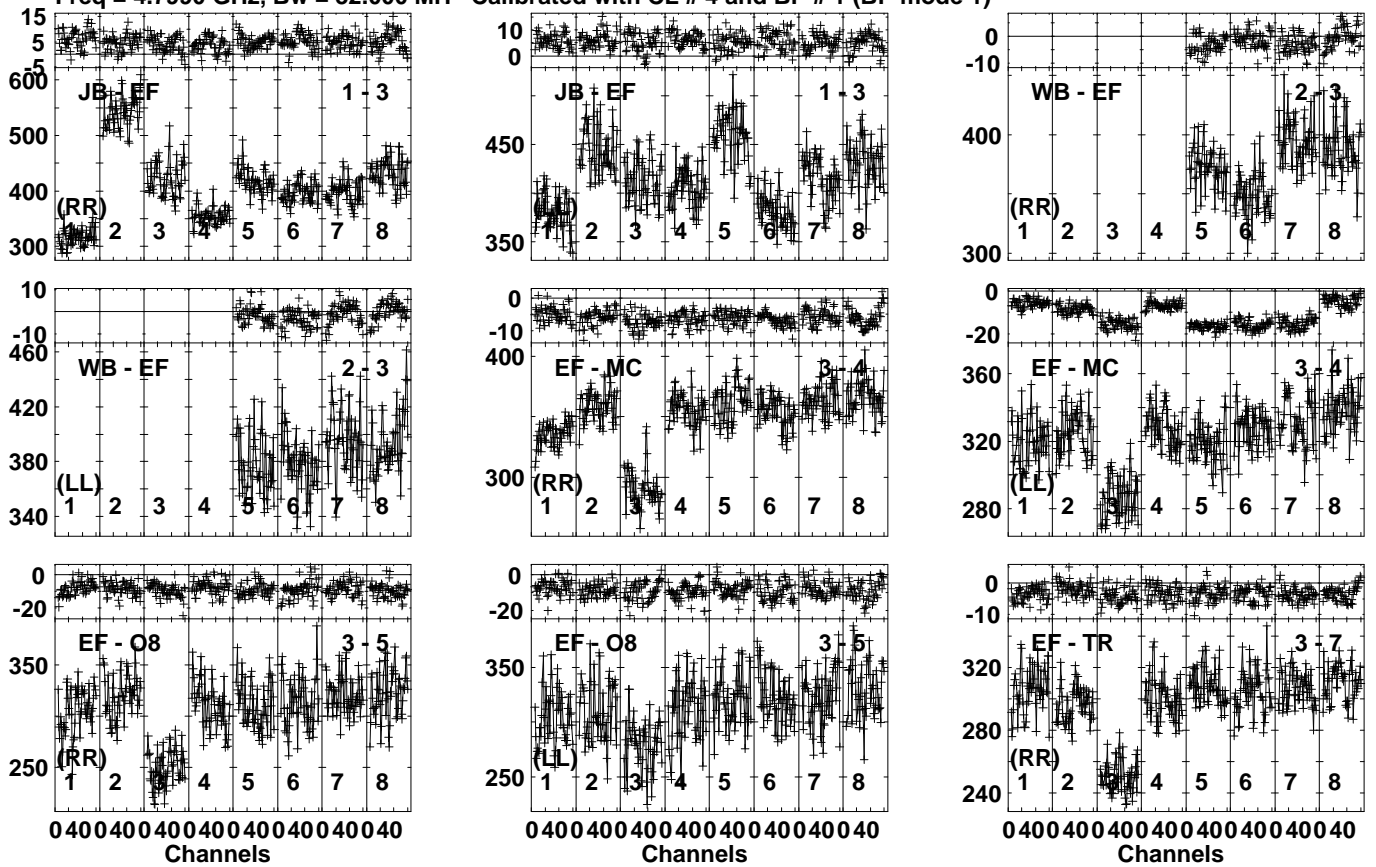 15 5 -5
600 500 400 300
JB - EF 1 - 3
(RR)
1 2 3 4 5 6 7 8
10 0
450 350
JB - EF 1 - 3
1 2 3 4 5 6 7 8
0 -10
400 300
WB - EF 2 - 3
(RR)
1 2 3 4 5 6 7 8
10 -10
460 420 380 340
WB - EF 2 - 3
(LL)
1 2 3 4 5 6 7 8
0 -10
400 300
EF - MC 3 - 4
(RR)
1 2 3 4 5 6 7 8
0 -20
360 320 280
EF - MC 3 - 4
(LL)
1 2 3 4 5 6 7 8
0 -20
350 250
EF - O8 3 - 5
(RR)
1 2 3 4 5 6 7 8
0 -20
350 250
EF - O8 3 - 5
(LL)
1 2 3 4 5 6 7 8
0 -10
320 280 240
EF - TR 3 - 7
(RR)
1 2 3 4 5 6 7 8
0 40 0 40 0 40 0 40 0 40 0 40 0 40 0 40
Channels
0 40 0 40 0 40 0 40 0 40 0 40 0 40 0 40
Channels
0 40 0 40 0 40 0 40 0 40 0 40 0 40 0 40
Channels